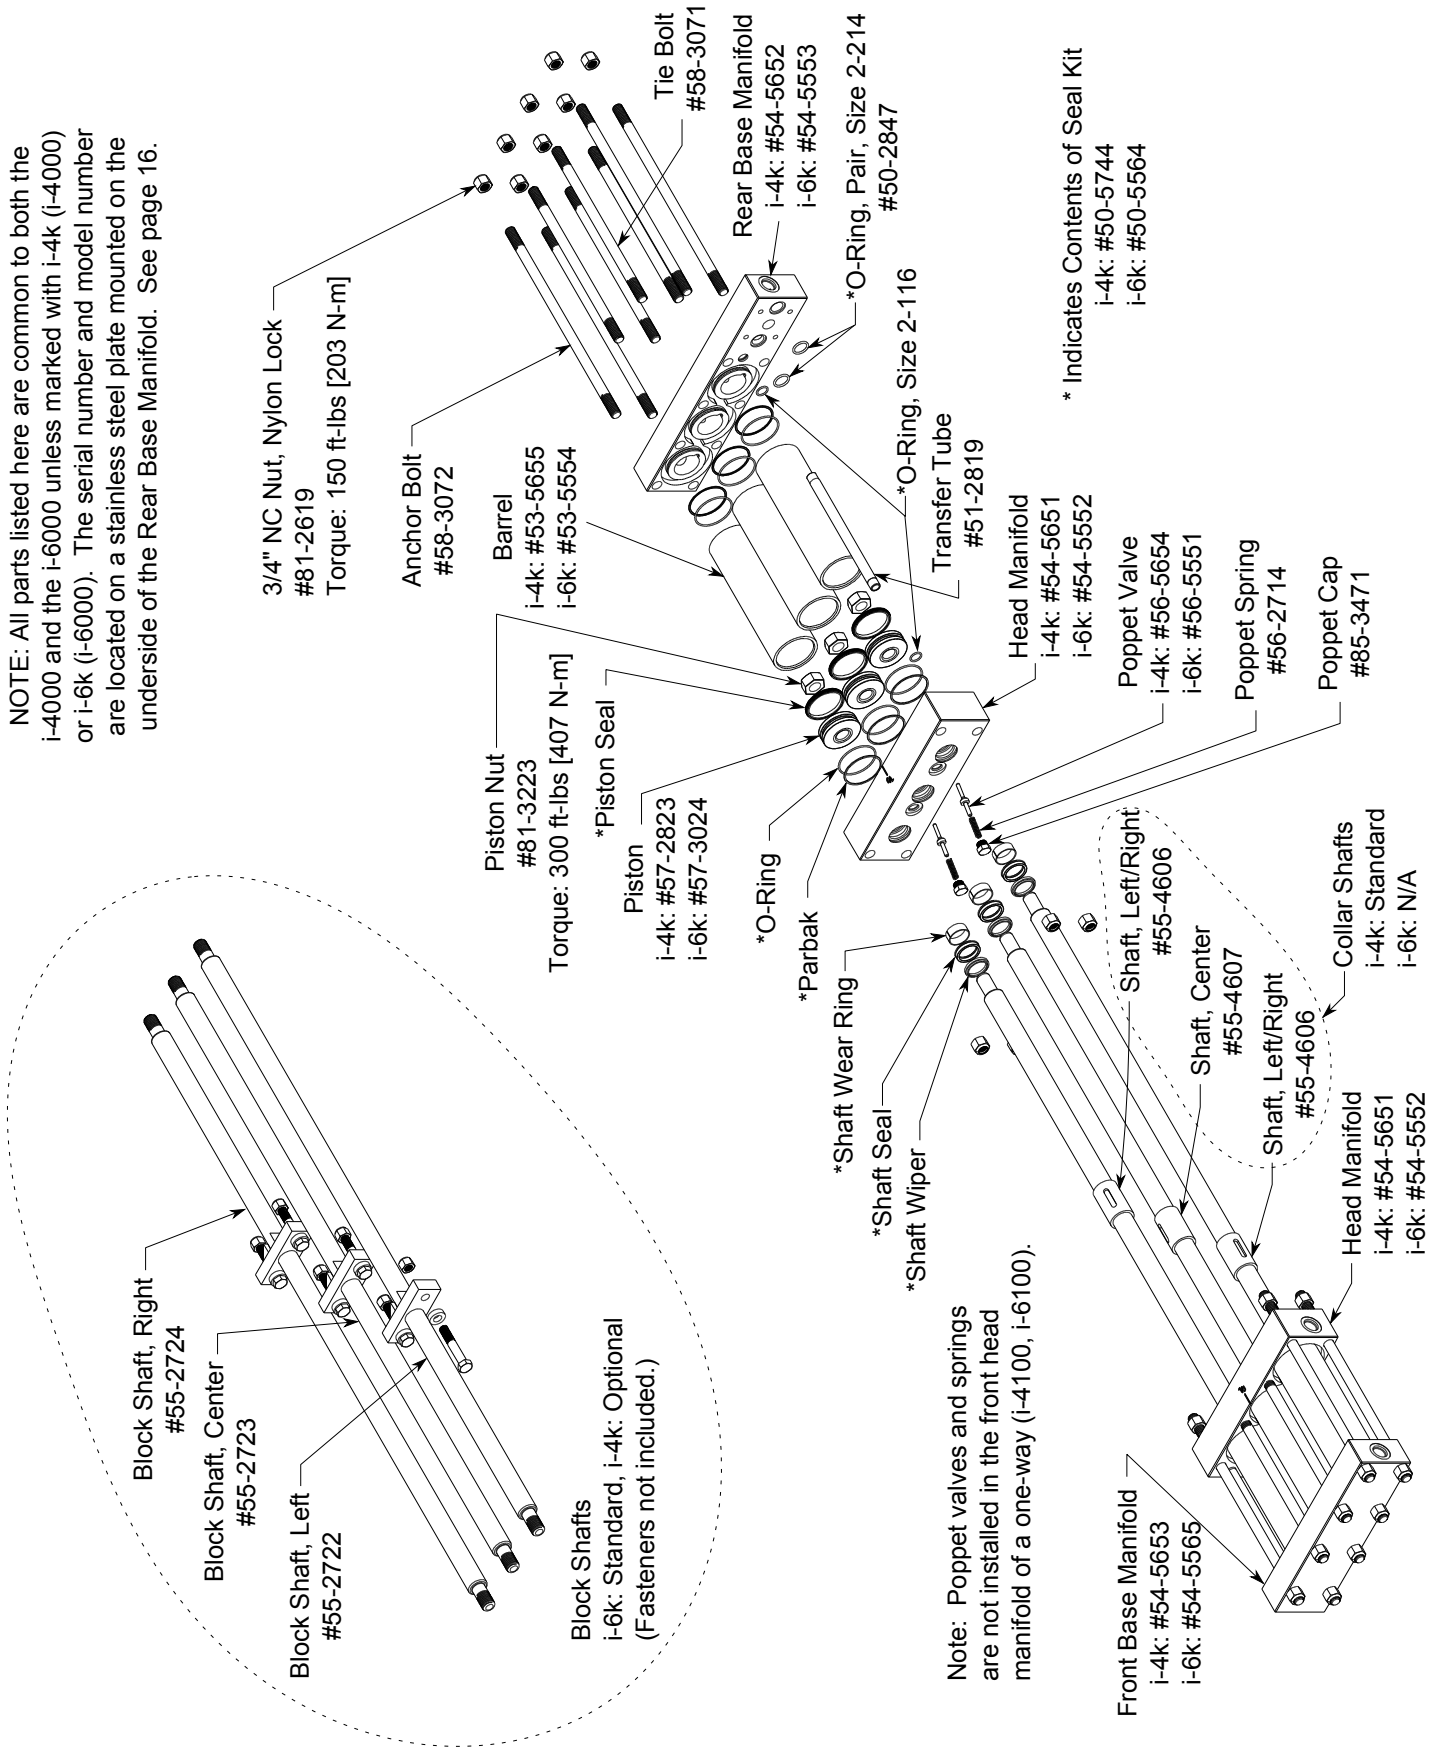 NOTE: All parts listed here are common to both the
i-4000 and the i-6000 unless marked with i-4k (i-4000)
or i-6k (i-6000).  The serial number and model number
are located on a stainless steel plate mounted on the
underside of the Rear Base Manifold.  See page 16.
3/4" NC Nut, Nylon Lock
#81-2619
Torque: 150 ft-lbs [203 N-m]
Anchor Bolt
#58-3072
Barrel
i-4k: #53-5655
i-6k: #53-5554
Piston Nut
#81-3223
Torque: 300 ft-lbs [407 N-m]
*Piston Seal
Piston
i-4k: #57-2823
i-6k: #57-3024
*O-Ring
*Parbak
*Shaft Wear Ring
*Shaft Seal
*Shaft Wiper
Tie Bolt
#58-3071
Rear Base Manifold
i-4k: #54-5652
i-6k: #54-5553
*O-Ring, Pair, Size 2-214
#50-2847
*O-Ring, Size 2-116
Transfer Tube
#51-2819
Head Manifold
i-4k: #54-5651
i-6k: #54-5552
Poppet Valve
i-4k: #56-5654
i-6k: #56-5551
Poppet Spring
#56-2714
Poppet Cap
#85-3471
* Indicates Contents of Seal Kit
i-4k: #50-5744
i-6k: #50-5564
Block Shaft, Right
#55-2724
Block Shaft, Center
#55-2723
Block Shaft, Left
#55-2722
Block Shafts
i-6k: Standard, i-4k: Optional
(Fasteners not included.)
Shaft, Left/Right
#55-4606
Shaft, Center
#55-4607
Shaft, Left/Right
#55-4606
Collar Shafts
i-4k: Standard
i-6k: N/A
Head Manifold
i-4k: #54-5651
i-6k: #54-5552
Note:  Poppet valves and springs
are not installed in the front head
manifold of a one-way (i-4100, i-6100).
Front Base Manifold
i-4k: #54-5653
i-6k: #54-5565